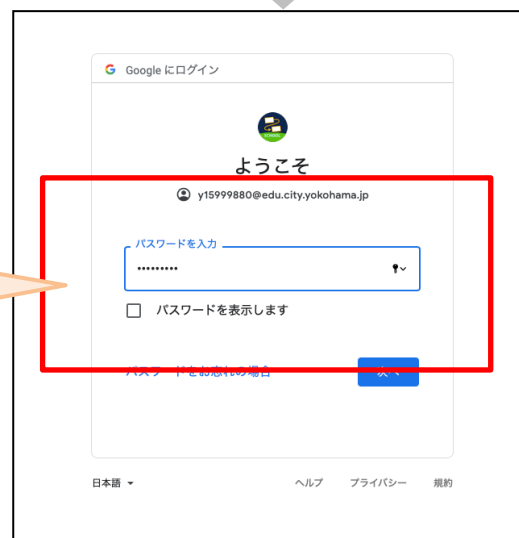 Google にログイン
ようこそ
y15999880@edu.city.yokohama.jp
パスワードを入力
•••••••••
パスワードを表示します
パスワードをお忘れの場合
次へ
日本語
ヘルプ プライバシー 規約